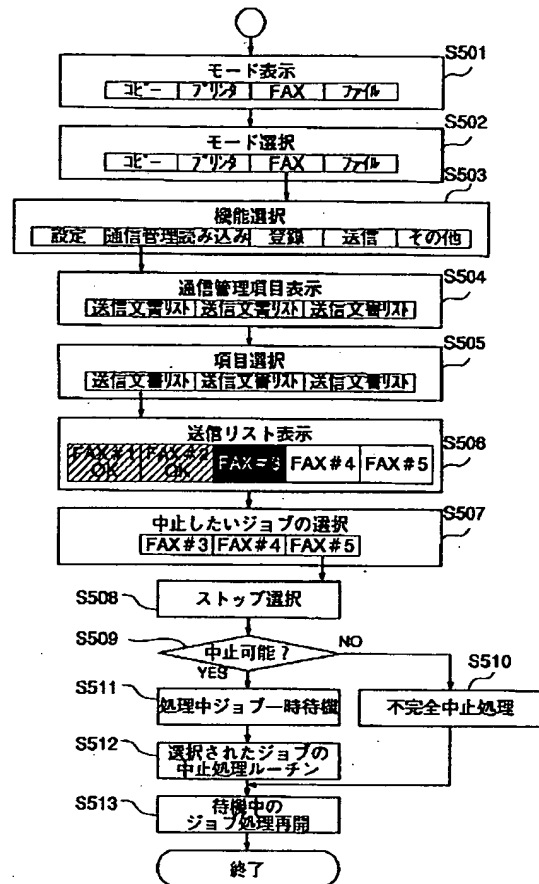 S501
モード表示
コピー プリンタ FAX ファイル
S502
モード選択
コピー プリンタ FAX ファイル
S503
機能選択
設定 通信管理 読み込み 登録 送信 その他
S504
通信管理項目表示
送信文書リスト 送信文書リスト 送信文書リスト
S505
項目選択
送信文書リスト 送信文書リスト 送信文書リスト
S506
送信リスト表示
FAX#1 OK FAX#2 OK FAX#3 FAX#4 FAX#5
S507
中止したいジョブの選択
FAX#3 FAX#4 FAX#5
S508
ストップ選択
S509
中止可能？
NO
YES
S510
不完全中止処理
S511
処理中ジョブ一時待機
S512
選択されたジョブの
中止処理ルーチン
S513
待機中の
ジョブ処理再開
終了